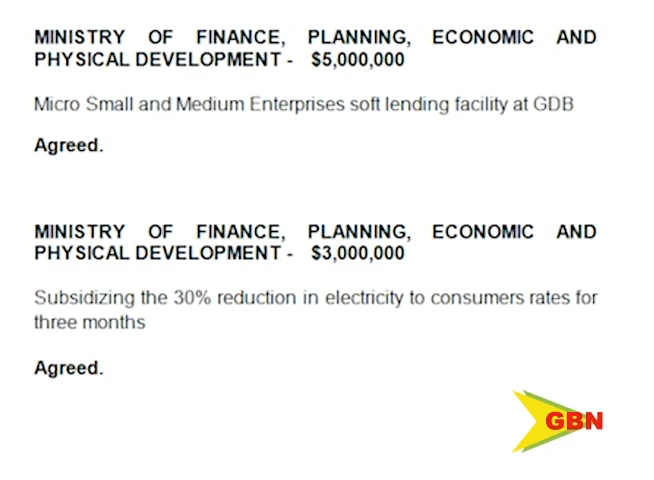 MINISTRY OF FINANCE, PLANNING, ECONOMIC AND
PHYSICAL DEVELOPMENT - $5,000,000
Micro Small and Medium Enterprises soft lending facility at GDB
Agreed.
MINISTRY OF FINANCE, PLANNING, ECONOMIC AND
PHYSICAL DEVELOPMENT - $3,000,000
Subsidizing the 30% reduction in electricity to consumers rates for
three months
Agreed.
GBN